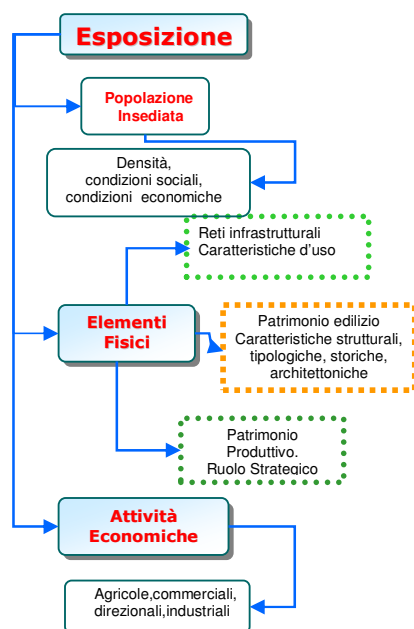 Esposizione
Popolazione
Insediata
Densità,
condizioni sociali,
condizioni economiche
Reti infrastrutturali
Caratteristiche d'uso
Elementi
Fisici
Patrimonio edilizio
Caratteristiche strutturali,
tipologiche, storiche,
architettoniche
Patrimonio
Produttivo.
Ruolo Strategico
Attività
Economiche
Agricole,commerciali,
direzionali,industriali